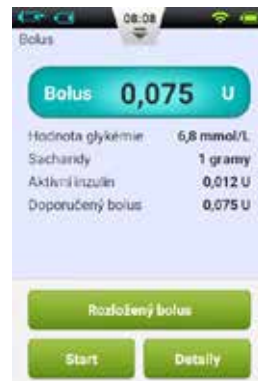 08:08
Bolus
Bolus 0,075 U
Hodnota glykémie 6,8 mmol/L
Sacharidy 1 gramy
Aktivní inzulin 0,012 U
Doporučený bolus 0,075 U
Rozložený bolus
Start Detaily